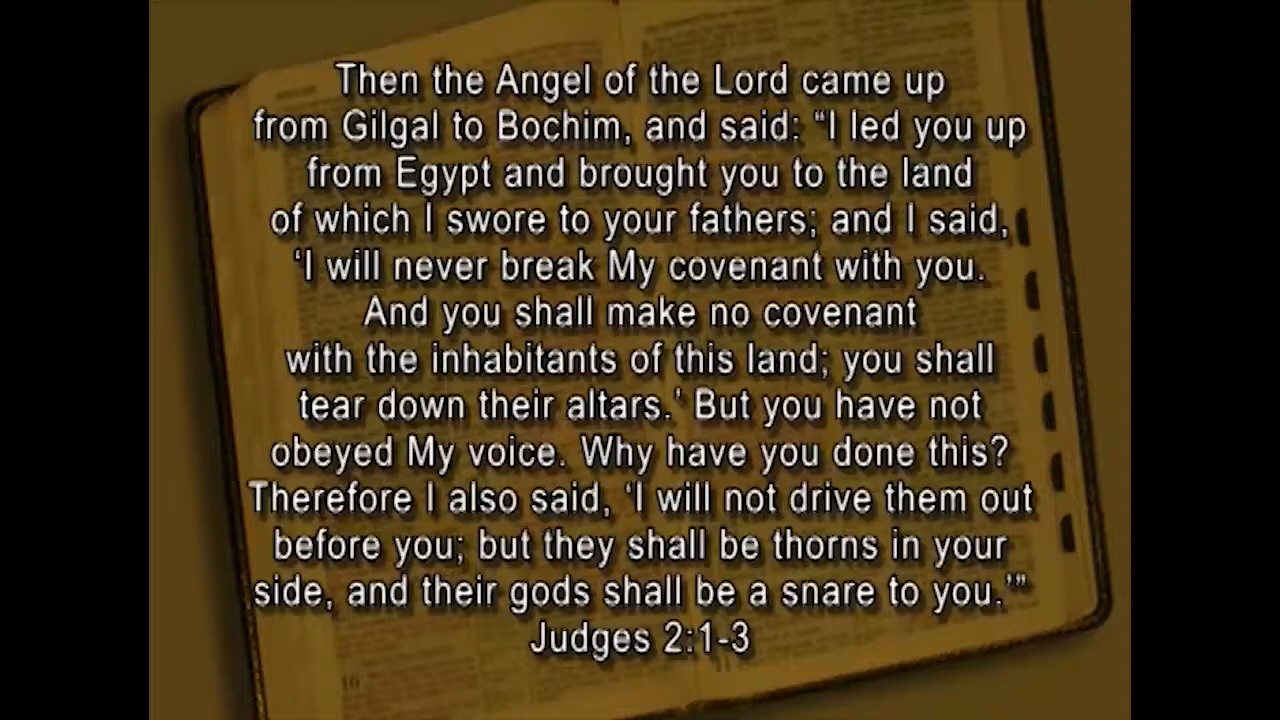 Then the Angel of the Lord came up
from Gilgal to Bochim, and said: “I led you up
from Egypt and brought you to the land
of which I swore to your fathers; and I said,
‘I will never break My covenant with you.
And you shall make no covenant
with the inhabitants of this land; you shall
tear down their altars.’ But you have not
obeyed My voice. Why have you done this?
Therefore I also said, ‘I will not drive them out
before you; but they shall be thorns in your
side, and their gods shall be a snare to you.’”
Judges 2:1-3